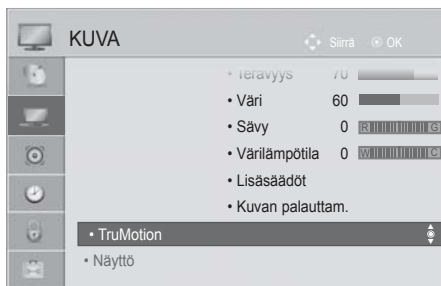 KUVA
Siirrä OK
• Terävyys 70
• Väri 60
• Sävy 0 R G
• Värilämpötila 0 W C
• Lisäsäädöt
• Kuvan palauttam.
• TruMotion
• Näyttö